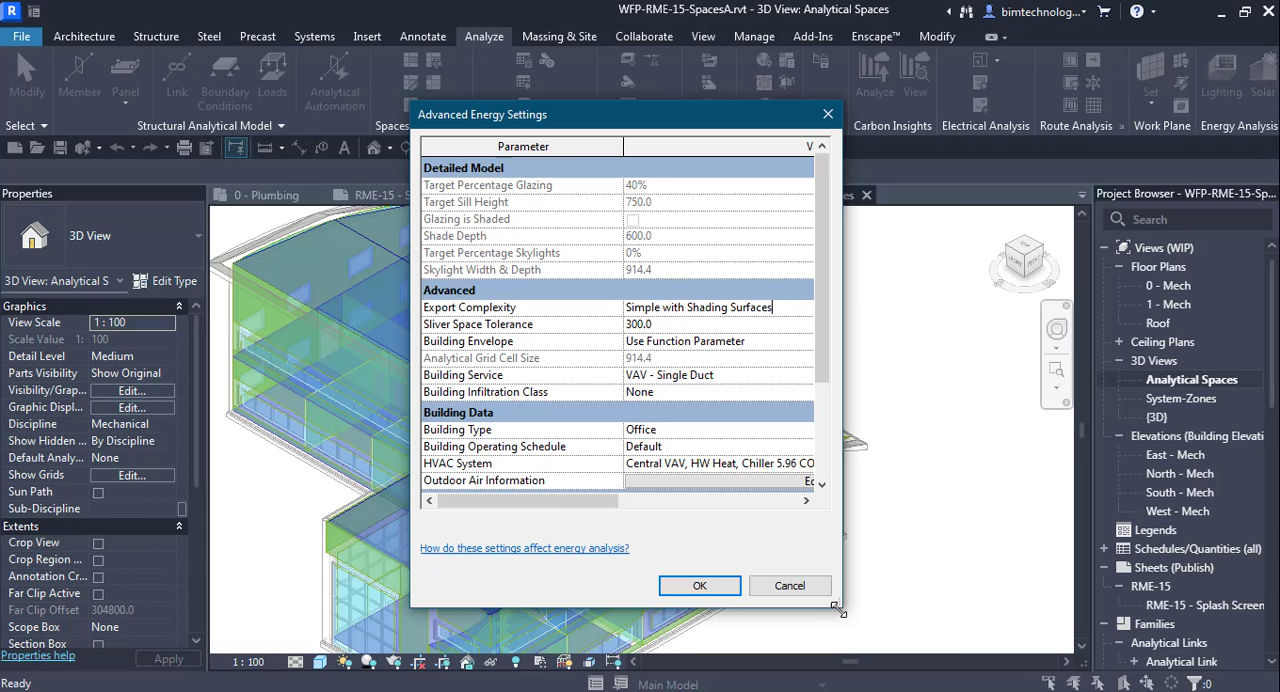 WFP-RME-15-SpacesA.rvt - 3D View: Analytical Spaces
bimtechnolog...
File Architecture Structure Steel Precast Systems Insert Annotate Analyze Massing & Site Collaborate View Manage Add-Ins Enscape™ Modify
Modify Member Panel Link Boundary Conditions Loads Analytical Automation Analyze View Set Lighting Solar
Select Structural Analytical Model Spaces Carbon Insights Electrical Analysis Route Analysis Work Plane Energy Analysis
Properties
0 - Plumbing
RME-15 - S
es
3D View
3D View: Analytical S
Edit Type
Graphics
View Scale 1 : 100
Scale Value 1: 100
Detail Level Medium
Parts Visibility Show Original
Visibility/Grap... Edit...
Graphic Displ... Edit...
Discipline Mechanical
Show Hidden ... By Discipline
Default Analy... None
Show Grids Edit...
Sun Path
Sub-Discipline
Extents
Crop View
Crop Region ...
Annotation Cr...
Far Clip Active
Far Clip Offset 304800.0
Scope Box None
Section Box
Properties help
Apply
Advanced Energy Settings
Parameter V
Detailed Model
Target Percentage Glazing 40%
Target Sill Height 750.0
Glazing is Shaded
Shade Depth 600.0
Target Percentage Skylights 0%
Skylight Width & Depth 914.4
Advanced
Export Complexity Simple with Shading Surfaces
Sliver Space Tolerance 300.0
Building Envelope Use Function Parameter
Analytical Grid Cell Size 914.4
Building Service VAV - Single Duct
Building Infiltration Class None
Building Data
Building Type Office
Building Operating Schedule Default
HVAC System Central VAV, HW Heat, Chiller 5.96 CO
Outdoor Air Information Ed
How do these settings affect energy analysis?
OK Cancel
Project Browser - WFP-RME-15-Sp...
Search
Views (WIP)
Floor Plans
0 - Mech
1 - Mech
Roof
Ceiling Plans
3D Views
Analytical Spaces
System-Zones
{3D}
Elevations (Building Elevati
East - Mech
North - Mech
South - Mech
West - Mech
Legends
Schedules/Quantities (all)
Sheets (Publish)
RME-15
RME-15 - Splash Screen
Families
Analytical Links
Analytical Link
1 : 100
Ready
Main Model
:0